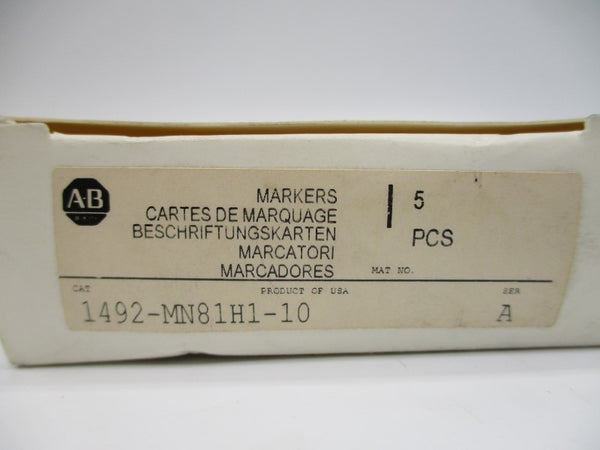 AB
MARKERS
CARTES DE MARQUAGE
BESCHRIFTUNGSKARTEN
MARCATORI
MARCADORES
5
PCS
MAT NO.
CAT
PRODUCT OF USA
SER
1492-MN81H1-10
A